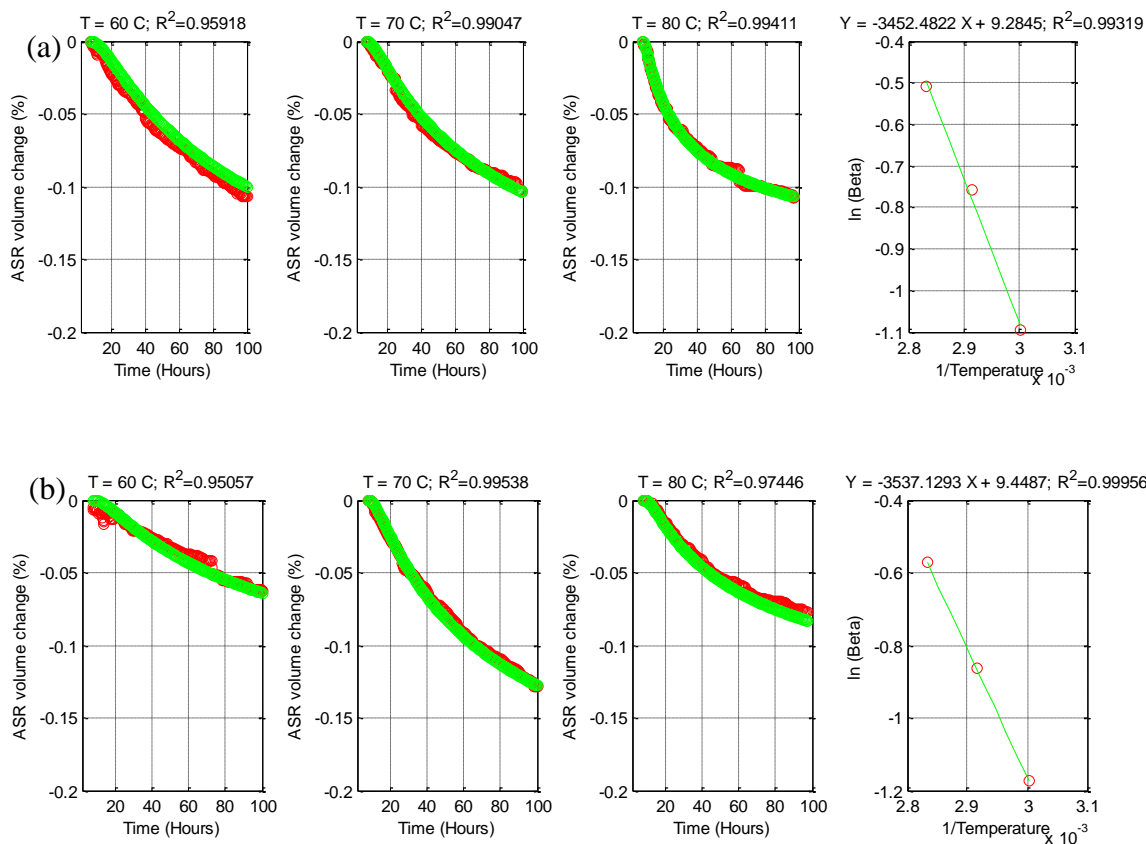 (a)
T = 60 C; R²=0.95918
0
-0.05
-0.1
-0.15
-0.2
ASR volume change (%)
20 40 60 80 100
Time (Hours)
T = 70 C; R²=0.99047
0
-0.05
-0.1
-0.15
-0.2
ASR volume change (%)
20 40 60 80 100
Time (Hours)
T = 80 C; R²=0.99411
0
-0.05
-0.1
-0.15
-0.2
ASR volume change (%)
20 40 60 80 100
Time (Hours)
Y = -3452.4822 X + 9.2845; R²=0.99319
-0.4
-0.5
-0.6
-0.7
-0.8
-0.9
-1
-1.1
ln (Beta)
2.8 2.9 3 3.1
1/Temperature
x 10⁻³
(b)
T = 60 C; R²=0.95057
0
-0.05
-0.1
-0.15
-0.2
ASR volume change (%)
20 40 60 80 100
Time (Hours)
T = 70 C; R²=0.99538
0
-0.05
-0.1
-0.15
-0.2
ASR volume change (%)
20 40 60 80 100
Time (Hours)
T = 80 C; R²=0.97446
0
-0.05
-0.1
-0.15
-0.2
ASR volume change (%)
20 40 60 80 100
Time (Hours)
Y = -3537.1293 X + 9.4487; R²=0.99956
-0.4
-0.6
-0.8
-1
-1.2
ln (Beta)
2.8 2.9 3 3.1
1/Temperature
x 10⁻³